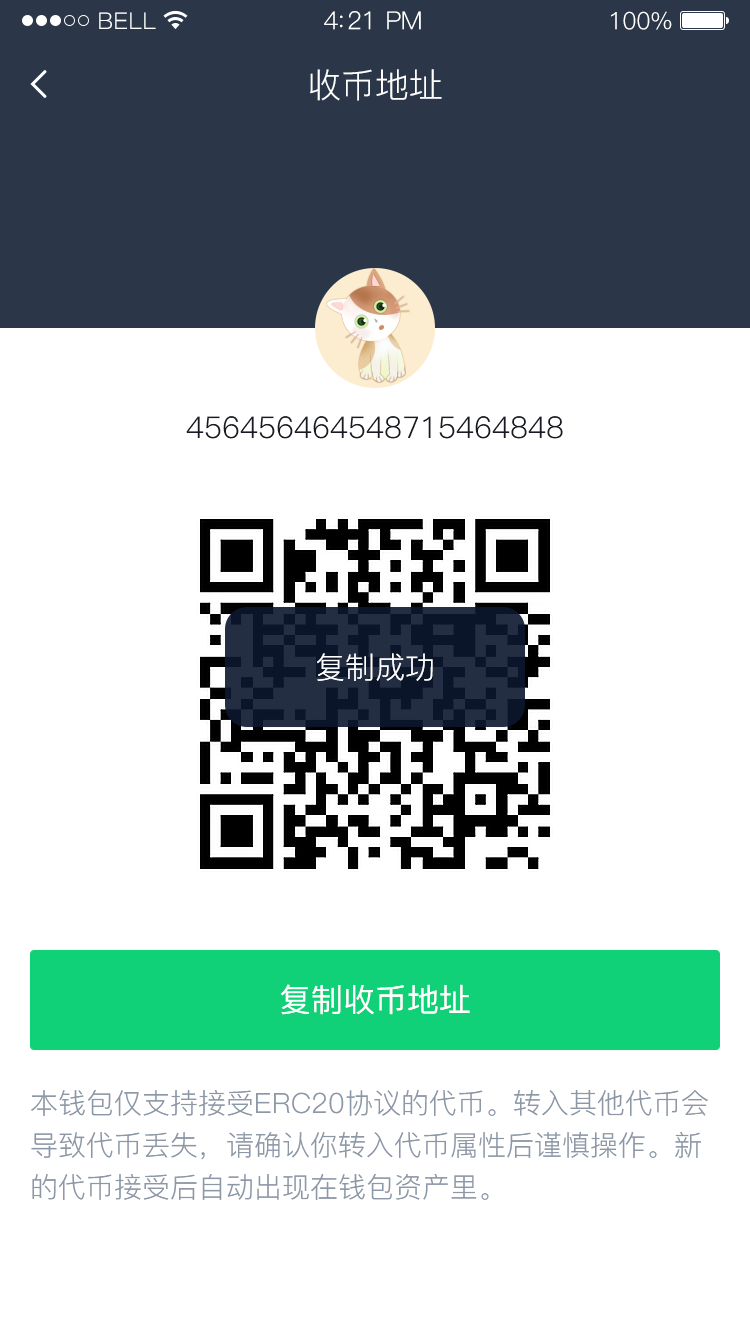 BELL 4:21 PM 100%
收币地址
456456464548715464848
复制成功
复制收币地址
本钱包仅支持接受ERC20协议的代币。转入其他代币会
导致代币丢失，请确认你转入代币属性后谨慎操作。新
的代币接受后自动出现在钱包资产里。